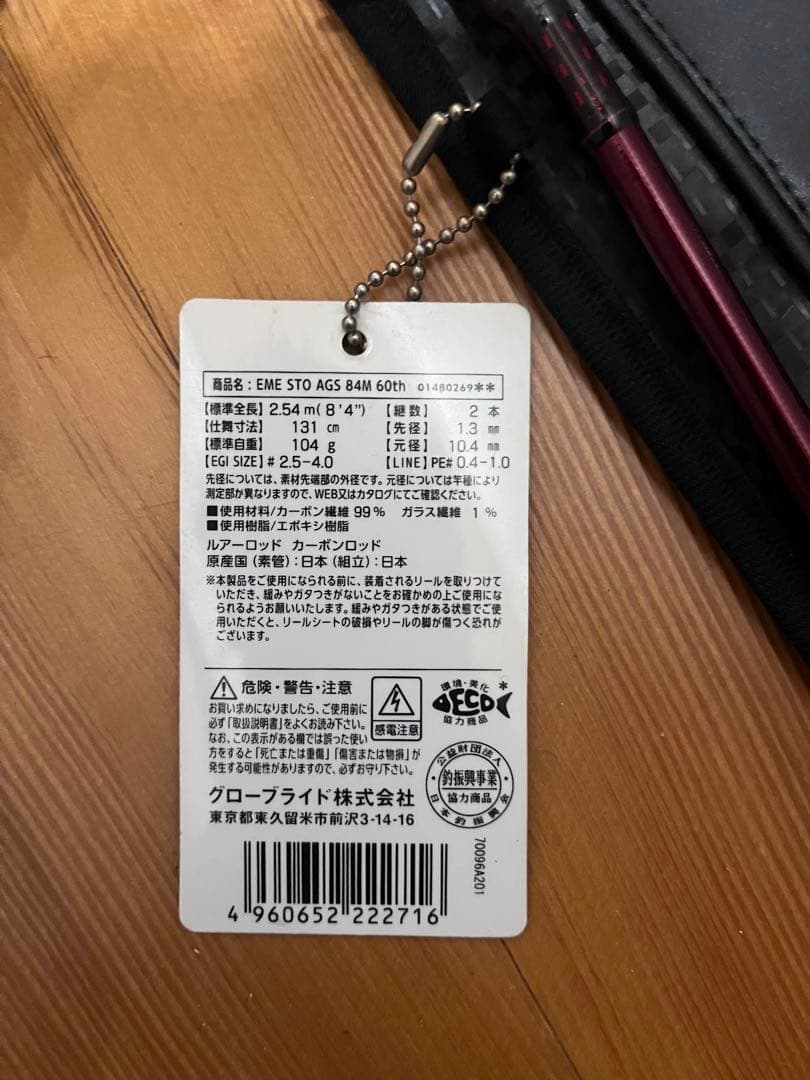 商品名：EME STO AGS 84M 60th 01480269＊＊
【標準全長】2.54m(8'4") 【継数】 2 本
【仕舞寸法】 131 cm 【先径】 1.3 mm
【標準自重】 104 g 【元径】 10.4 mm
【EGI SIZE】# 2.5-4.0 【LINE】PE# 0.4-1.0
先径については、素材先端部の外径です。元径については竿種により
測定部が異なりますので、WEB又はカタログにてご確認ください。
■使用材料/カーボン繊維 99% ガラス繊維 1 %
■使用樹脂/エポキシ樹脂
ルアーロッド カーボンロッド
原産国（素管）：日本（組立）：日本
※本製品をご使用になられる前に、装着されるリールを取りつけて
いただき、緩みやガタつきがないことをお確かめの上ご使用にな
られるようお願いいたします。緩みやガタつきがある状態でご使
用いただくと、リールシートの破損やリールの脚が傷つく恐れが
ございます。
危険・警告・注意
お買い求めになりましたら、ご使用前に
必ず「取扱説明書」をよくお読み下さい。
なお、この表示がある欄では誤った使い
方をすると「死亡または重傷」「傷害または物損」が
発生する可能性がありますので、必ずお守り下さい。
感電注意
環境・美化
DECO
＊
協力商品
グローブライド株式会社
東京都東久留米市前沢3-14-16
公益財団法人
釣振興事業
協力商品
日本釣振興会
70096A201
4 960652 222716